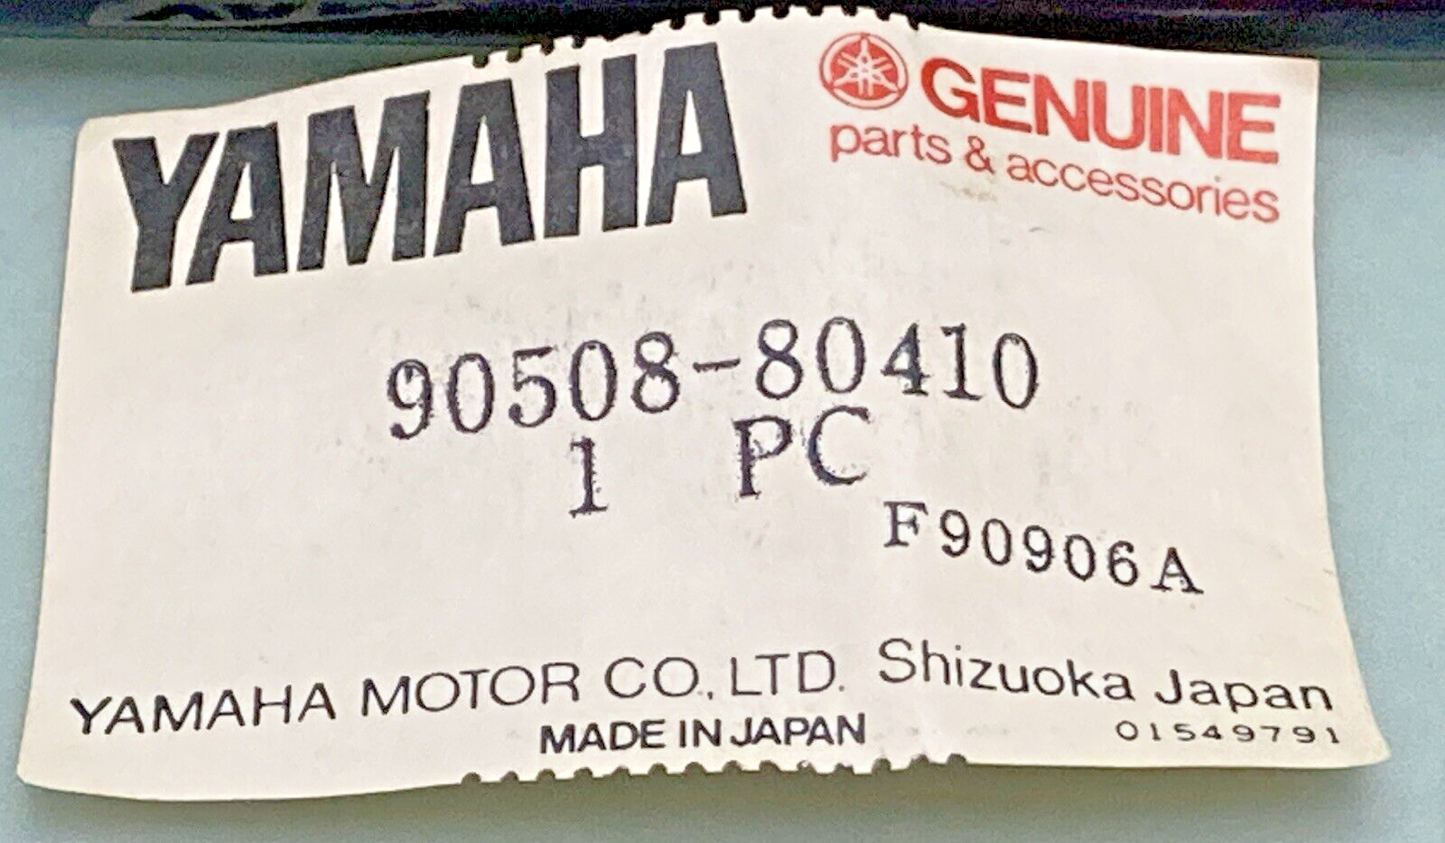 YAMAHA
GENUINE
parts & accessories
90508-80410
1 PC
F90906A
YAMAHA MOTOR CO., LTD. Shizuoka Japan
MADE IN JAPAN
01549791